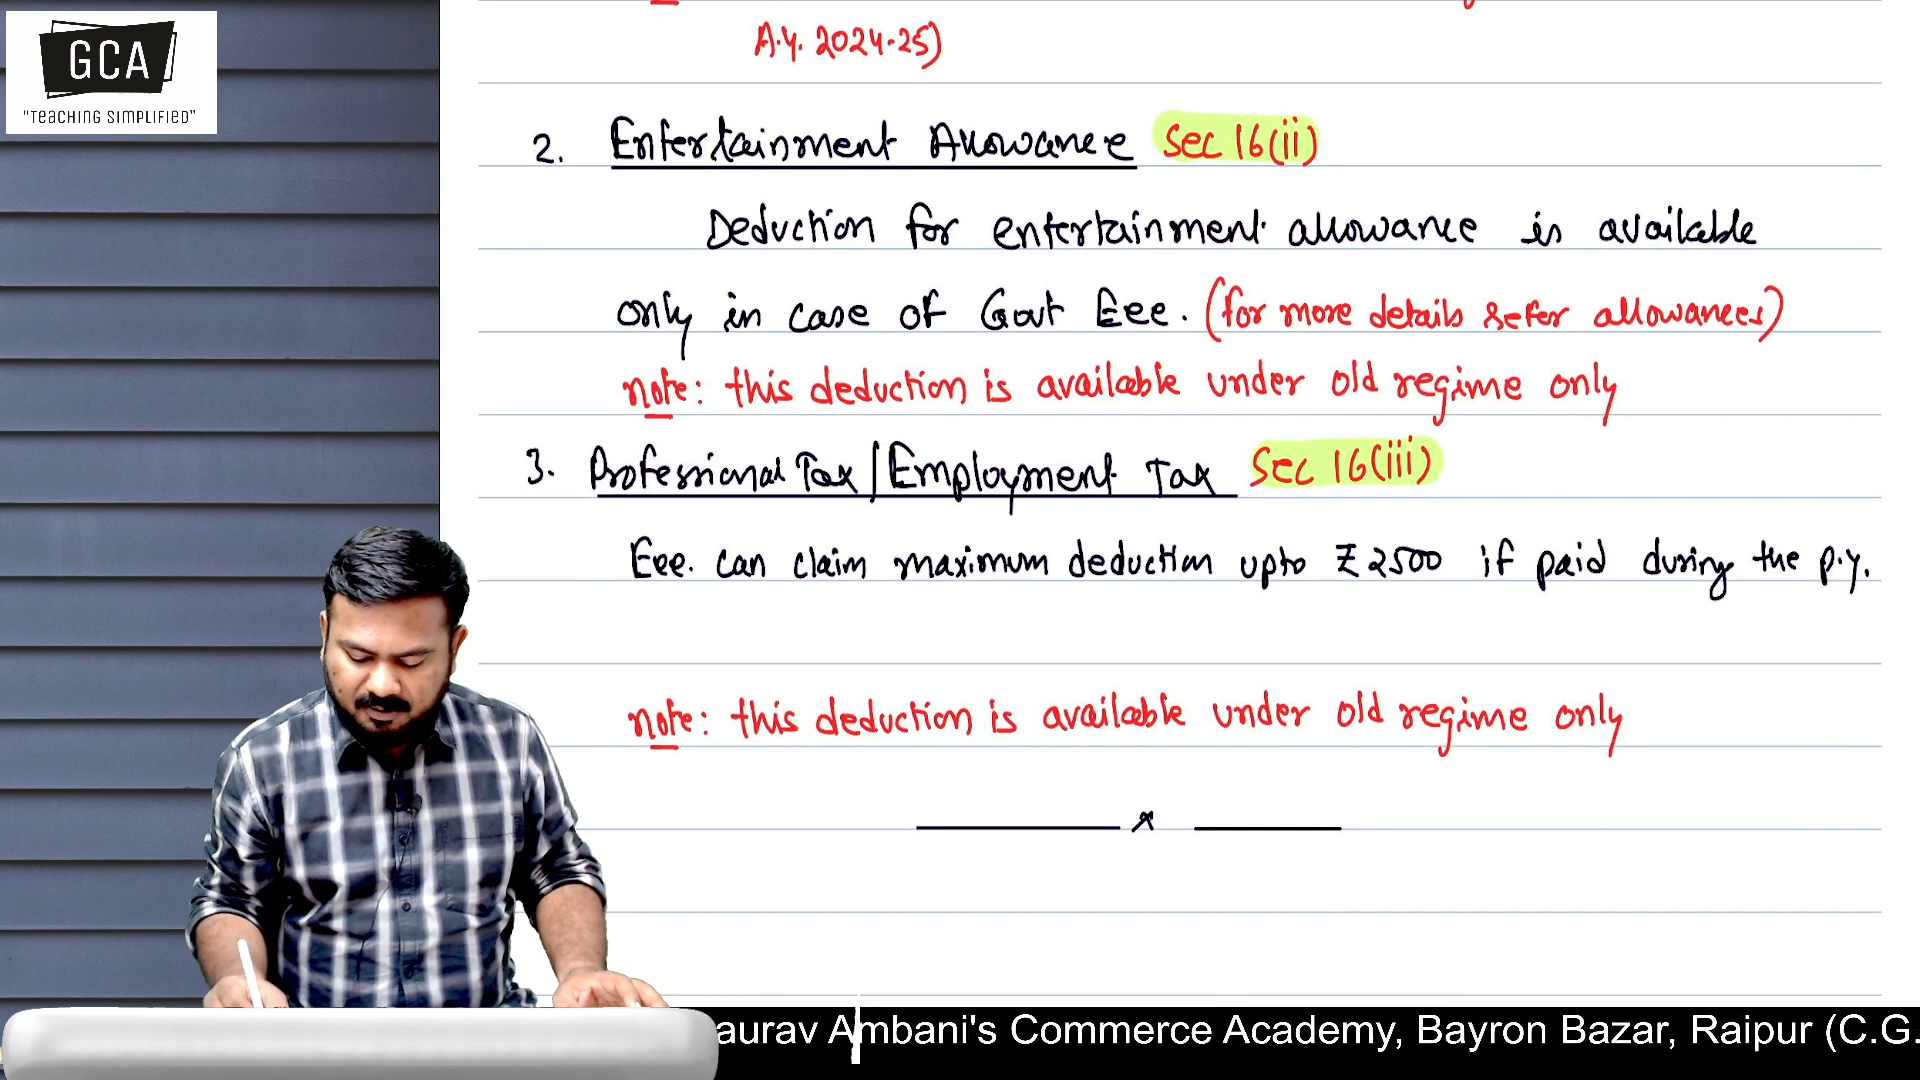 GCA
"Teaching Simplified"
A.Y. 2024-25)
2. Entertainment Allowance Sec 16(ii)
Deduction for entertainment allowance is available
only in case of Govt Eee. (for more details refer allowances)
note: this deduction is available under old regime only
3. Professional Tax/Employment Tax Sec 16(iii)
Eee. can claim maximum deduction upto ₹ 2500 if paid during the p.y.
note: this deduction is available under old regime only
aurav Ambani's Commerce Academy, Bayron Bazar, Raipur (C.G.